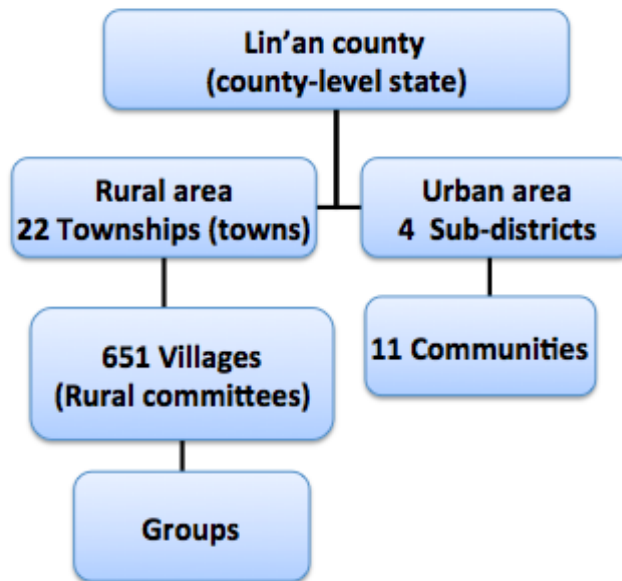 Lin’an county
(county-level state)
Rural area
22 Townships (towns)
Urban area
4 Sub-districts
651 Villages
(Rural committees)
11 Communities
Groups